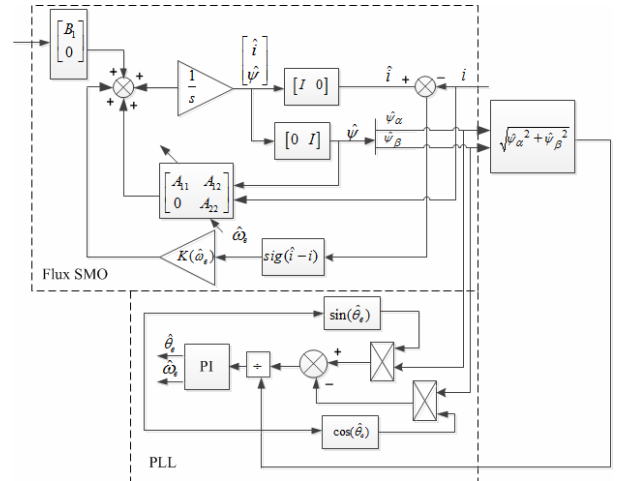 [B₁
0]
+
+
+
+
1/s
[î
ψ̂]
[I 0]
î
+
−
i
[0 I]
ψ̂
ψ̂α
ψ̂β
√(ψ̂α² + ψ̂β²)
[A₁₁ A₁₂
0 A₂₂]
ω̂e
K(ω̂e)
sig(î−i)
Flux SMO
sin(θ̂e)
θ̂e
ω̂e
PI
÷
+
−
cos(θ̂e)
PLL